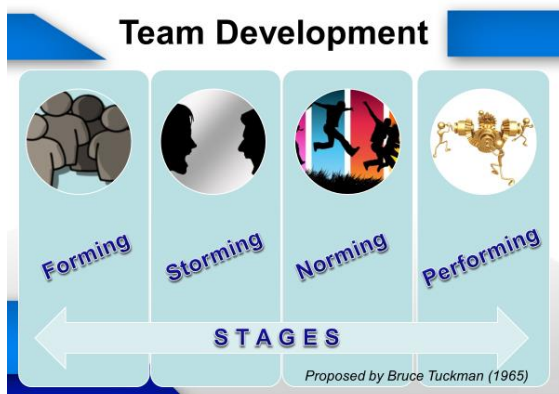 Team Development
Forming
Storming
Norming
Performing
STAGES
Proposed by Bruce Tuckman (1965)